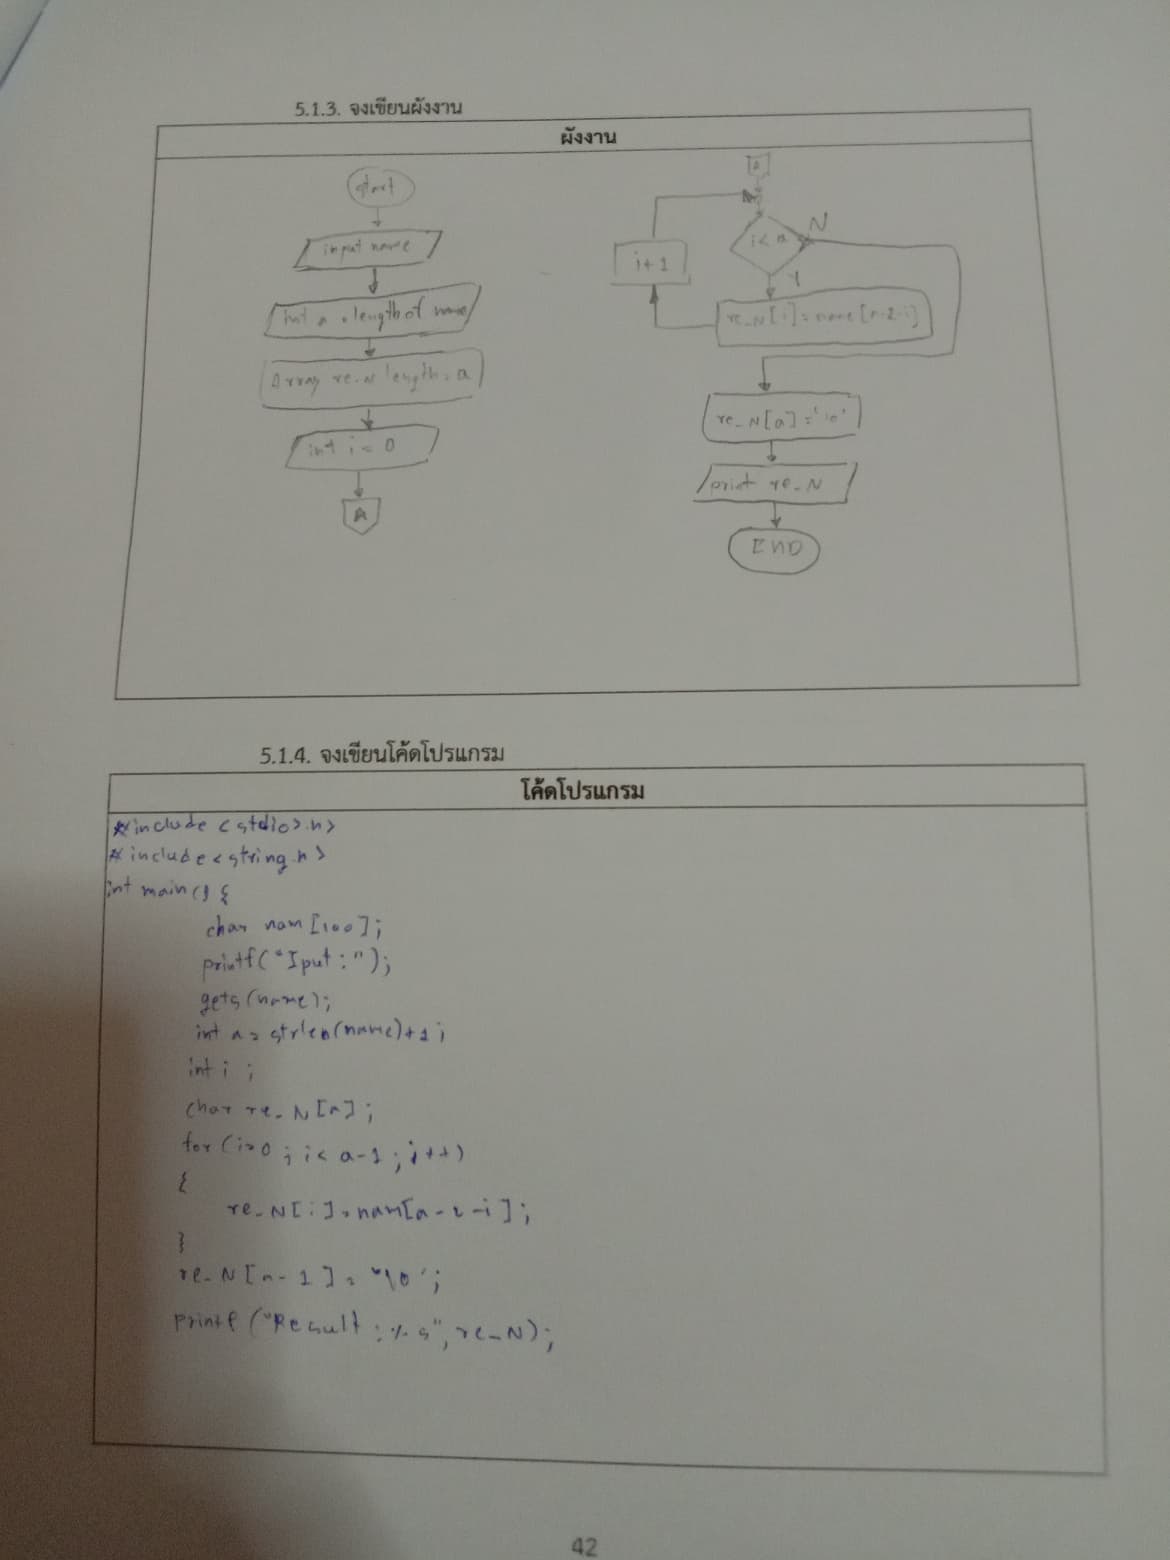 5.1.3. จงเขียนผังงาน
ผังงาน
start
input name
int a = length of name
Array re_N length = a
int i = 0
A
A
i < a
N
Y
i+1
re_N[i] = name[a-2-i]
re_N[a] = '\0'
print re_N
END
5.1.4. จงเขียนโค้ดโปรแกรม
โค้ดโปรแกรม
#include <stdio>.h>
#include <string.h>
int main() {
char nam [100];
printf("Iput :");
gets(name);
int a = strlen(name)+1;
int i ;
char re_N[a];
for (i=0 ; i< a-1 ; i++)
{
re_N[i] = nam[a-2-i];
}
re_N[a-1] = "\0';
printf ("Result : %s", re_N);
42